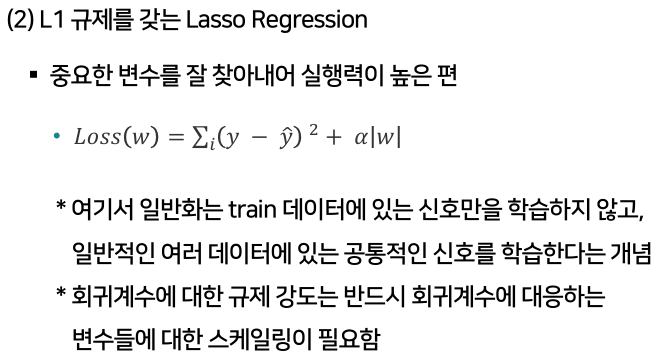 (2) L1 규제를 갖는 Lasso Regression
▪ 중요한 변수를 잘 찾아내어 실행력이 높은 편
• Loss(w) = ∑ᵢ(y − ŷ)² + α|w|
* 여기서 일반화는 train 데이터에 있는 신호만을 학습하지 않고,
일반적인 여러 데이터에 있는 공통적인 신호를 학습한다는 개념
* 회귀계수에 대한 규제 강도는 반드시 회귀계수에 대응하는
변수들에 대한 스케일링이 필요함